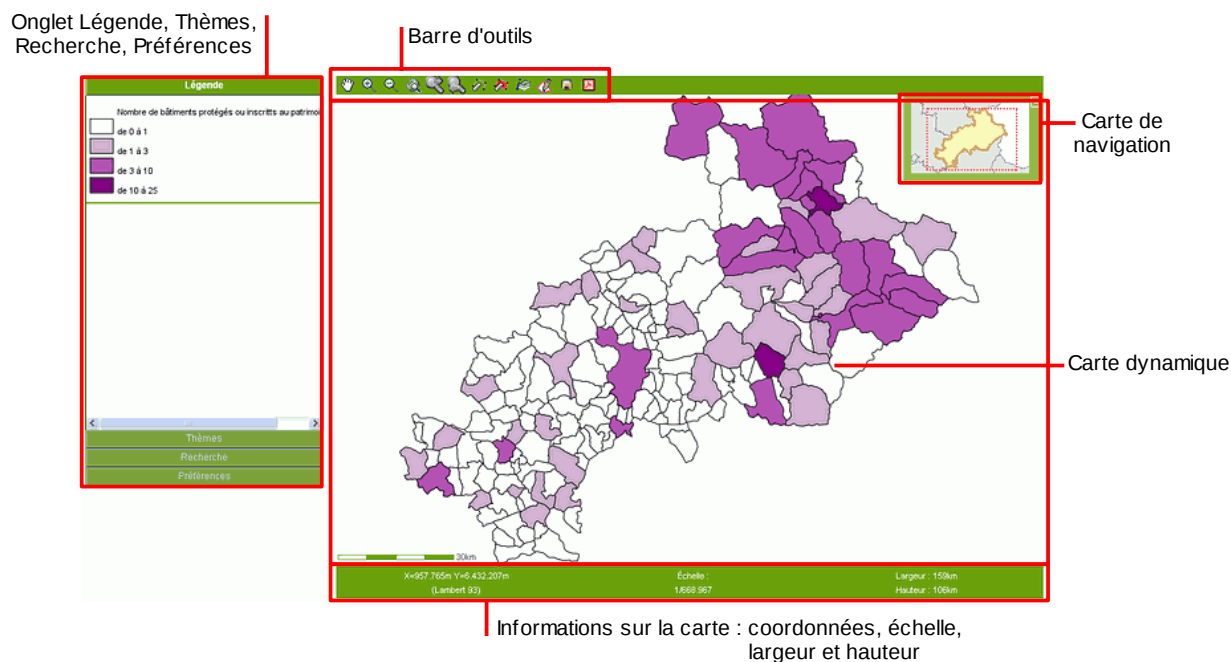 Onglet Légende, Thèmes,
Recherche, Préférences
Barre d'outils
Légende
Nombre de bâtiments protégés ou inscritts au patrimoi
de 0 à 1
de 1 à 3
de 3 à 10
de 10 à 25
Carte de
navigation
Carte dynamique
Thèmes
Recherche
Préférences
30km
X=957.765m Y=6.432.207m
(Lambert 93)
Échelle :
1/668.967
Largeur : 159km
Hauteur : 106km
Informations sur la carte : coordonnées, échelle,
largeur et hauteur